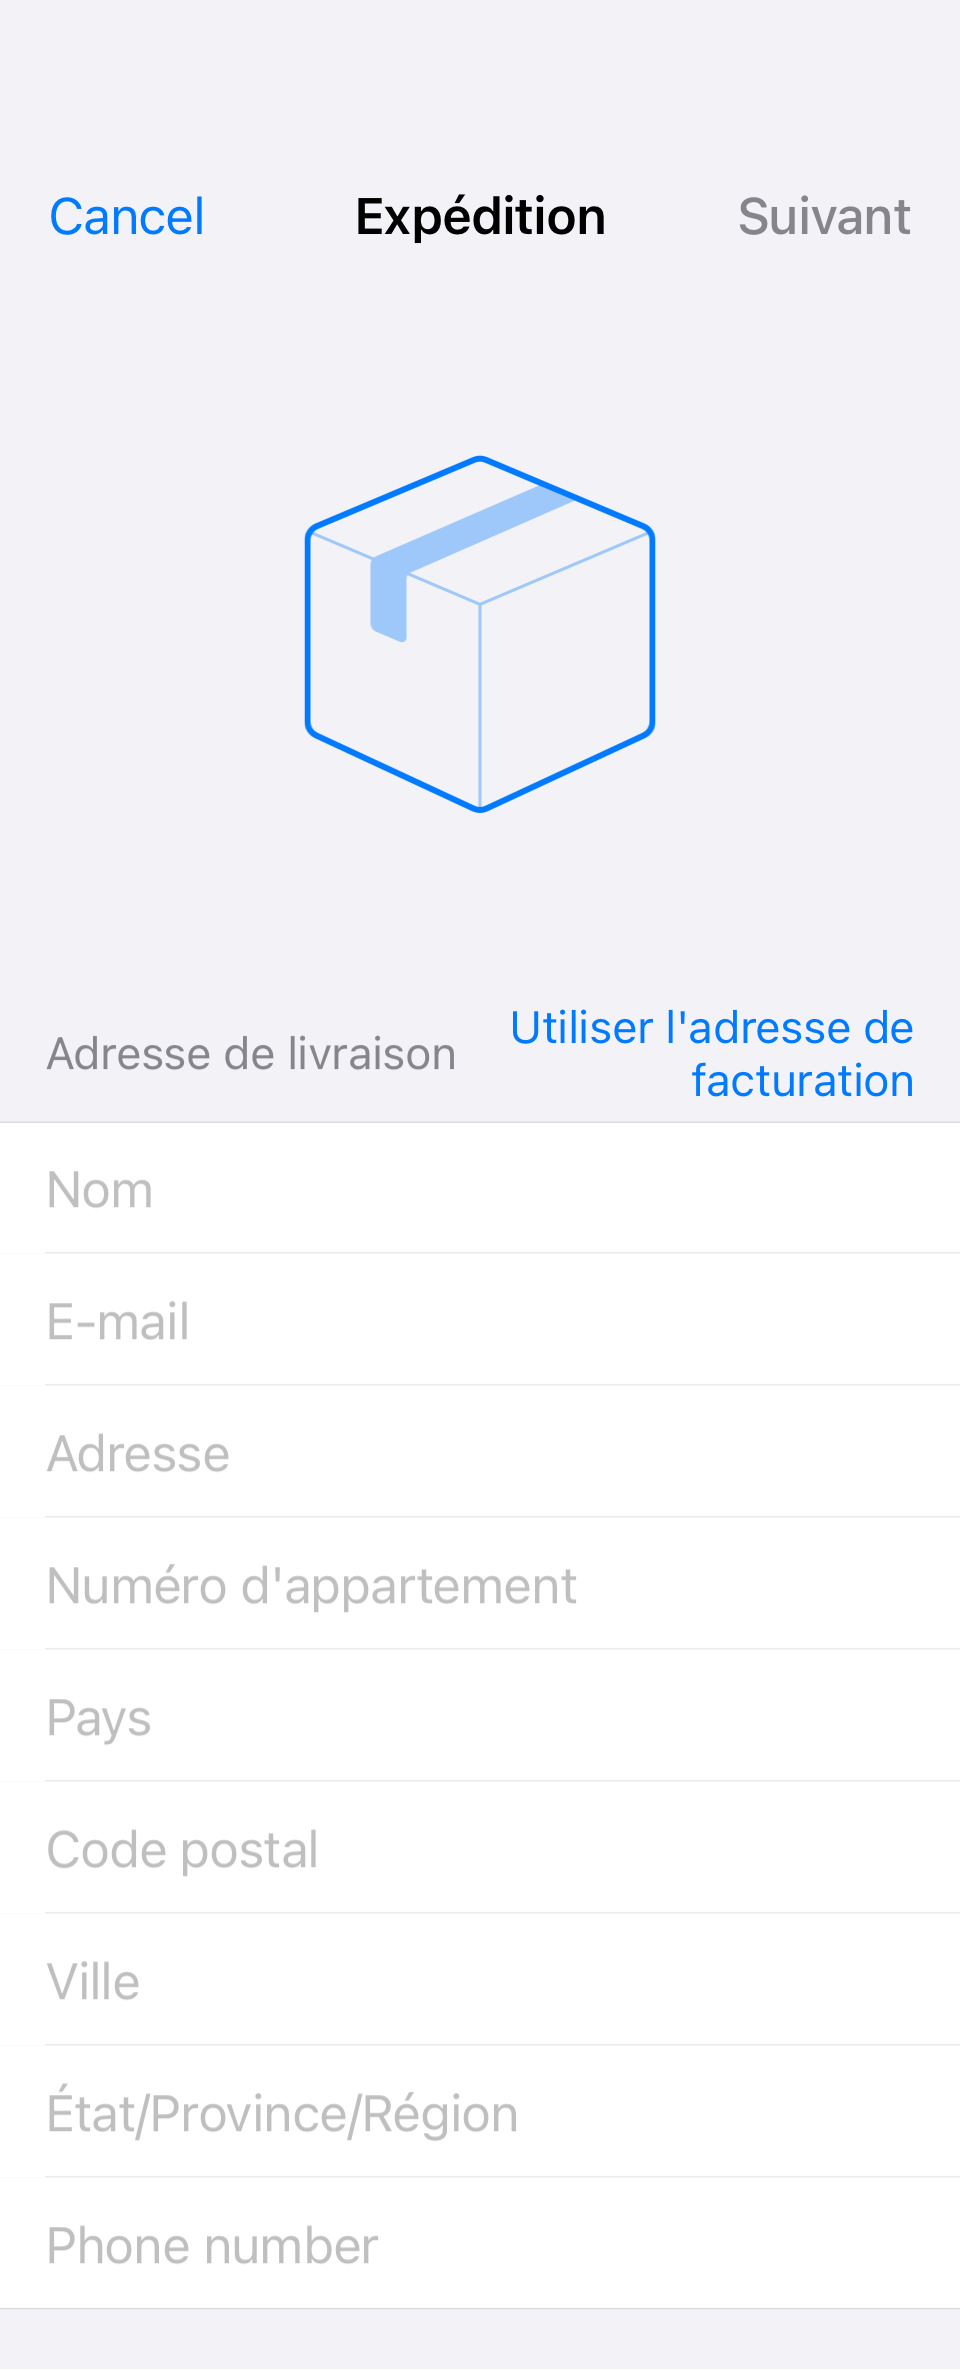 Cancel
Expédition
Suivant
Adresse de livraison
Utiliser l'adresse de
facturation
Nom
E-mail
Adresse
Numéro d'appartement
Pays
Code postal
Ville
État/Province/Région
Phone number